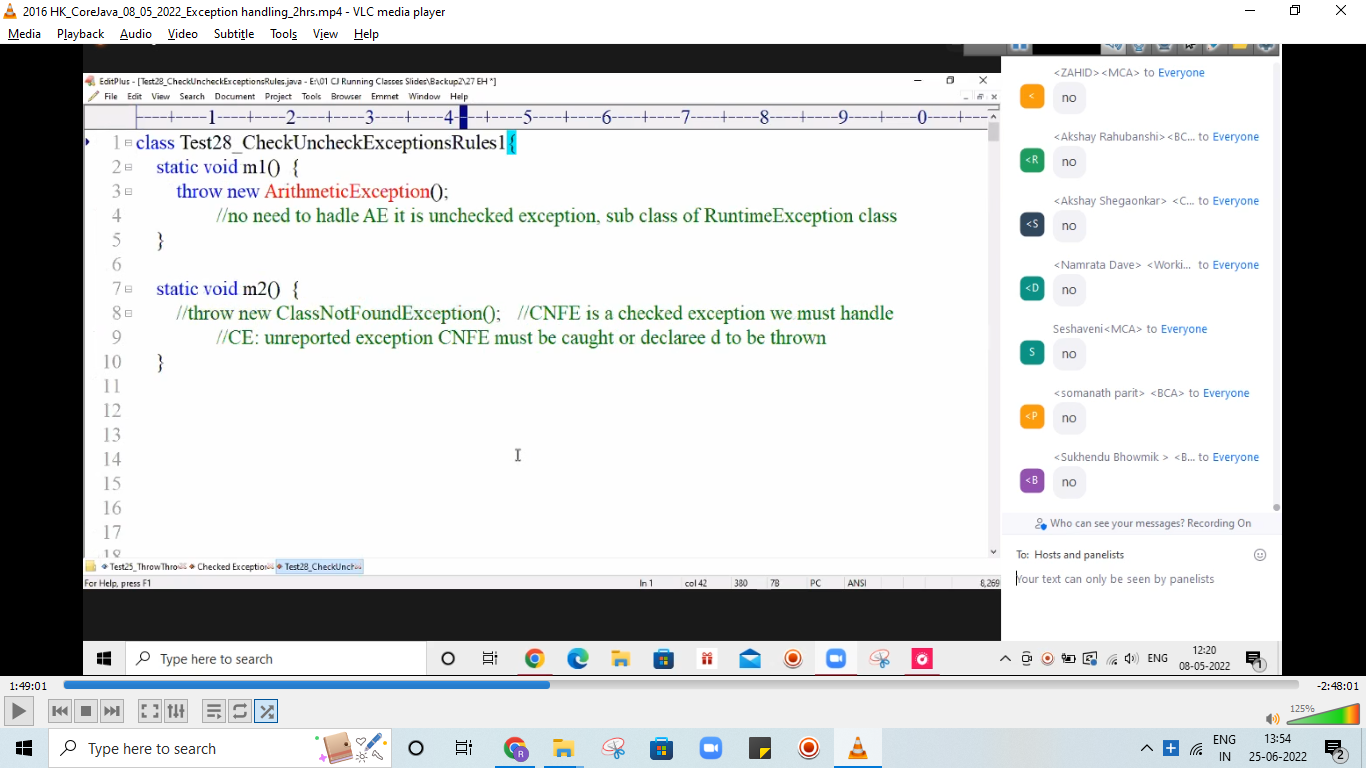 2016 HK_CoreJava_08_05_2022_Exception handling_2hrs.mp4 - VLC media player
Media Playback Audio Video Subtitle Tools View Help
EditPlus - [Test28_CheckUncheckExceptionsRules.java - E:\01 CJ Running Classes Slides\Backup2\27 EH *]
File Edit View Search Document Project Tools Browser Emmet Window Help
----+----1----+----2----+----3----+----4----+----5----+----6----+----7----+----8----+----9----+----0----+--
1 class Test28_CheckUncheckExceptionsRules1{
2 static void m1() {
3 throw new ArithmeticException();
4 //no need to hadle AE it is unchecked exception, sub class of RuntimeException class
5 }
6
7 static void m2() {
8 //throw new ClassNotFoundException(); //CNFE is a checked exception we must handle
9 //CE: unreported exception CNFE must be caught or declaree d to be thrown
10 }
11
12
13
14
15
16
17
18
Test25_ThrowThro Checked Exception Test28_CheckUnch
For Help, press F1 ln 1 col 42 380 7B PC ANSI 8,269
<ZAHID><MCA> to Everyone
<
no
<Akshay Rahubanshi><BC... to Everyone
<R
no
<Akshay Shegaonkar> <C... to Everyone
<S
no
<Namrata Dave> <Worki... to Everyone
<D
no
Seshaveni<MCA> to Everyone
S
no
<somanath parit> <BCA> to Everyone
<P
no
<Sukhendu Bhowmik > <B... to Everyone
<B
no
Who can see your messages? Recording On
To: Hosts and panelists
Your text can only be seen by panelists
Type here to search
ENG
12:20
08-05-2022
1
1:49:01
-2:48:01
125%
Type here to search
R
ENG
IN
13:54
25-06-2022
2